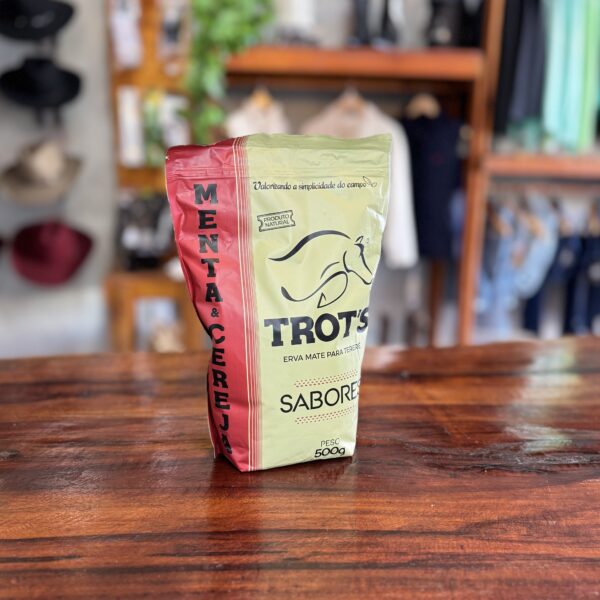 MENTA & CEREJA
Valorizando a simplicidade do campo
PRODUTO
NATURAL
TROT'S
ERVA MATE PARA TERERÉ
SABORES
PESO
500g